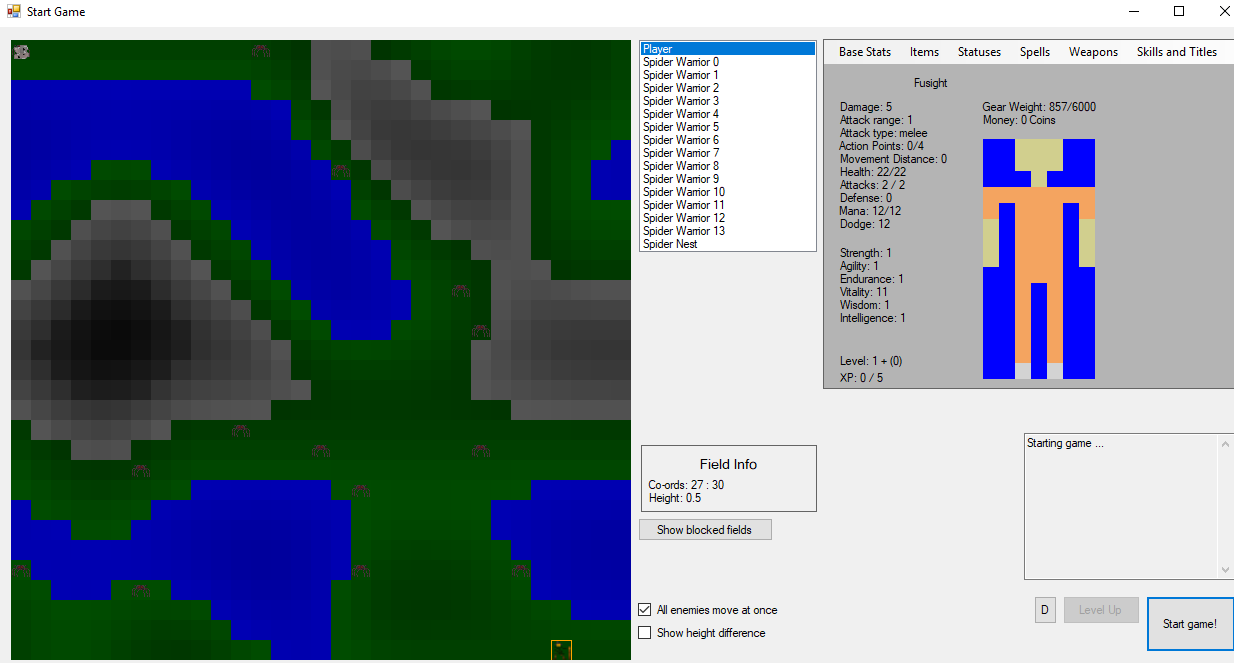 Start Game
Player
Spider Warrior 0
Spider Warrior 1
Spider Warrior 2
Spider Warrior 3
Spider Warrior 4
Spider Warrior 5
Spider Warrior 6
Spider Warrior 7
Spider Warrior 8
Spider Warrior 9
Spider Warrior 10
Spider Warrior 11
Spider Warrior 12
Spider Warrior 13
Spider Nest
Base Stats Items Statuses Spells Weapons Skills and Titles
Fusight
Damage: 5
Attack range: 1
Attack type: melee
Action Points: 0/4
Movement Distance: 0
Health: 22/22
Attacks: 2 / 2
Defense: 0
Mana: 12/12
Dodge: 12
Strength: 1
Agility: 1
Endurance: 1
Vitality: 11
Wisdom: 1
Intelligence: 1
Level: 1 + (0)
XP: 0 / 5
Gear Weight: 857/6000
Money: 0 Coins
Field Info
Co-ords: 27 : 30
Height: 0.5
Show blocked fields
All enemies move at once
Show height difference
Starting game ...
D
Level Up
Start game!